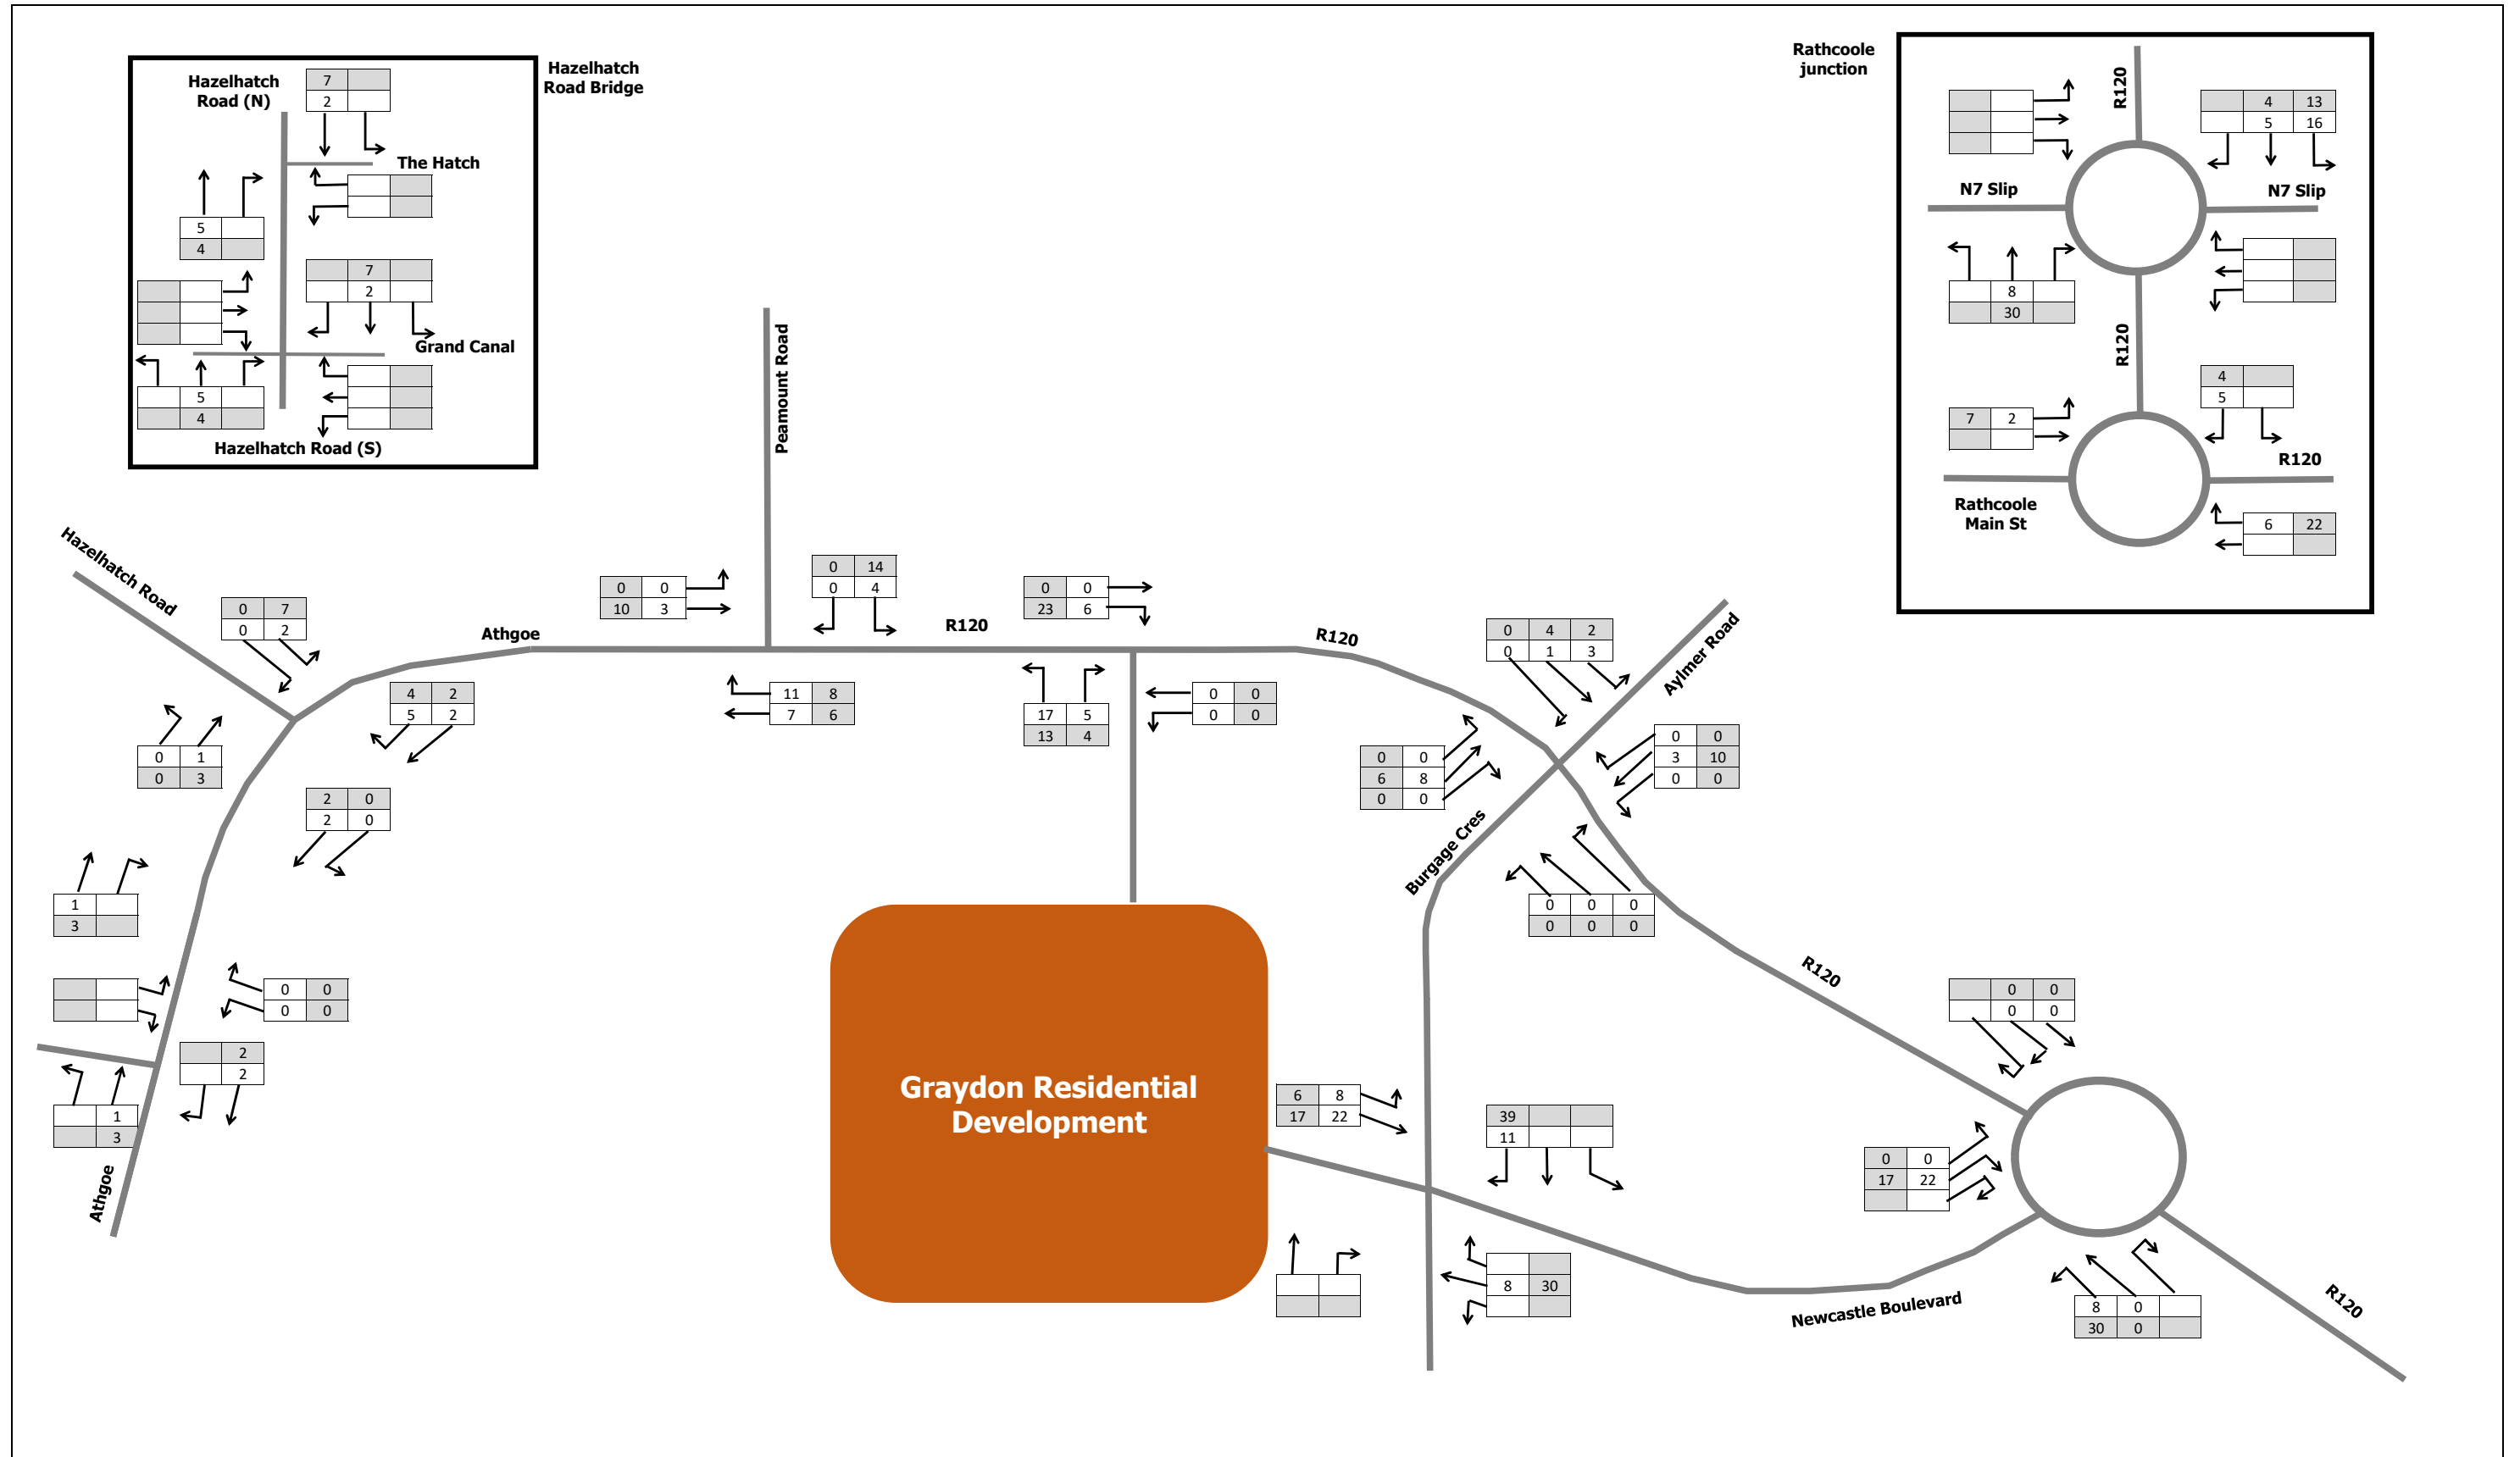 Hazelhatch
Road (N)
7
2
Hazelhatch
Road Bridge
The Hatch
5
4
7
2
Grand Canal
5
4
Hazelhatch Road (S)
Rathcoole
junction
R120
4 13
5 16
N7 Slip
N7 Slip
8
30
R120
4
5
7 2
R120
Rathcoole
Main St
6 22
Peamount Road
Hazelhatch Road
0 7
0 2
Athgoe
0 0
10 3
0 14
0 4
R120
0 0
23 6
R120
0 4 2
0 1 3
Aylmer Road
4 2
5 2
11 8
7 6
17 5
13 4
0 0
0 0
0 1
0 3
0 0
6 8
0 0
0 0
3 10
0 0
2 0
2 0
Burgage Cres
1
3
0 0 0
0 0 0
0 0
0 0
R120
0 0
0 0
2
2
1
3
Athgoe
Graydon Residential
Development
6 8
17 22
39
11
0 0
17 22
8 30
Newcastle Boulevard
8 0
30 0
R120